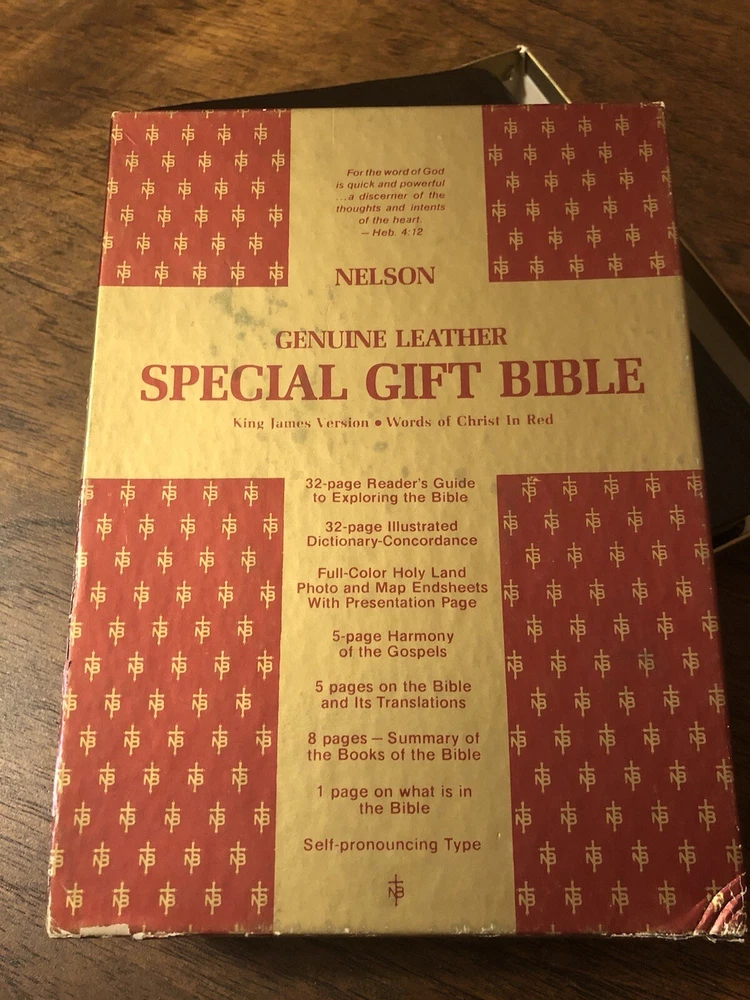 For the word of God
is quick and powerful
...a discerner of the
thoughts and intents
of the heart.
— Heb. 4:12
NELSON
GENUINE LEATHER
SPECIAL GIFT BIBLE
King James Version • Words of Christ In Red
32-page Reader's Guide
to Exploring the Bible
32-page Illustrated
Dictionary-Concordance
Full-Color Holy Land
Photo and Map Endsheets
With Presentation Page
5-page Harmony
of the Gospels
5 pages on the Bible
and Its Translations
8 pages — Summary of
the Books of the Bible
1 page on what is in
the Bible
Self-pronouncing Type
NB